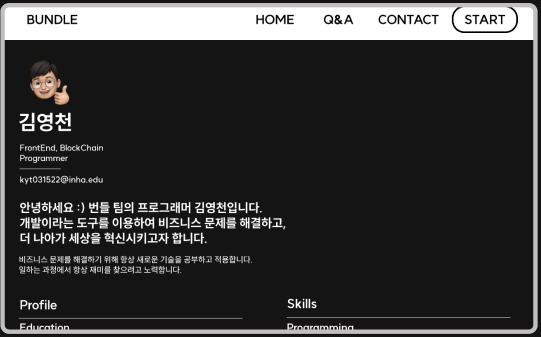 BUNDLE
HOME Q&A CONTACT START
김영천
FrontEnd, BlockChain
Programmer
kyt031522@inha.edu
안녕하세요 :) 번들 팀의 프로그래머 김영천입니다.
개발이라는 도구를 이용하여 비즈니스 문제를 해결하고,
더 나아가 세상을 혁신시키고자 합니다.
비즈니스 문제를 해결하기 위해 항상 새로운 기술을 공부하고 적용합니다.
일하는 과정에서 항상 재미를 찾으려고 노력합니다.
Profile
Education
Skills
Programming